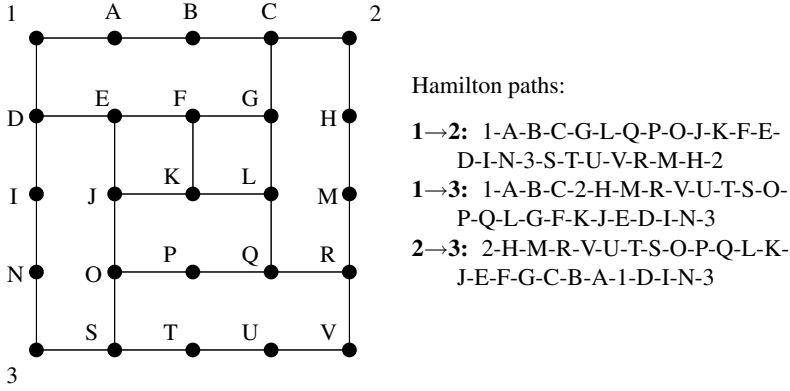 1 A B C 2
Hamilton paths:
D E F G H
1→2: 1-A-B-C-G-L-Q-P-O-J-K-F-E-
D-I-N-3-S-T-U-V-R-M-H-2
I J K L M
1→3: 1-A-B-C-2-H-M-R-V-U-T-S-O-
P-Q-L-G-F-K-J-E-D-I-N-3
N O P Q R
2→3: 2-H-M-R-V-U-T-S-O-P-Q-L-K-
J-E-F-G-C-B-A-1-D-I-N-3
S T U V
3